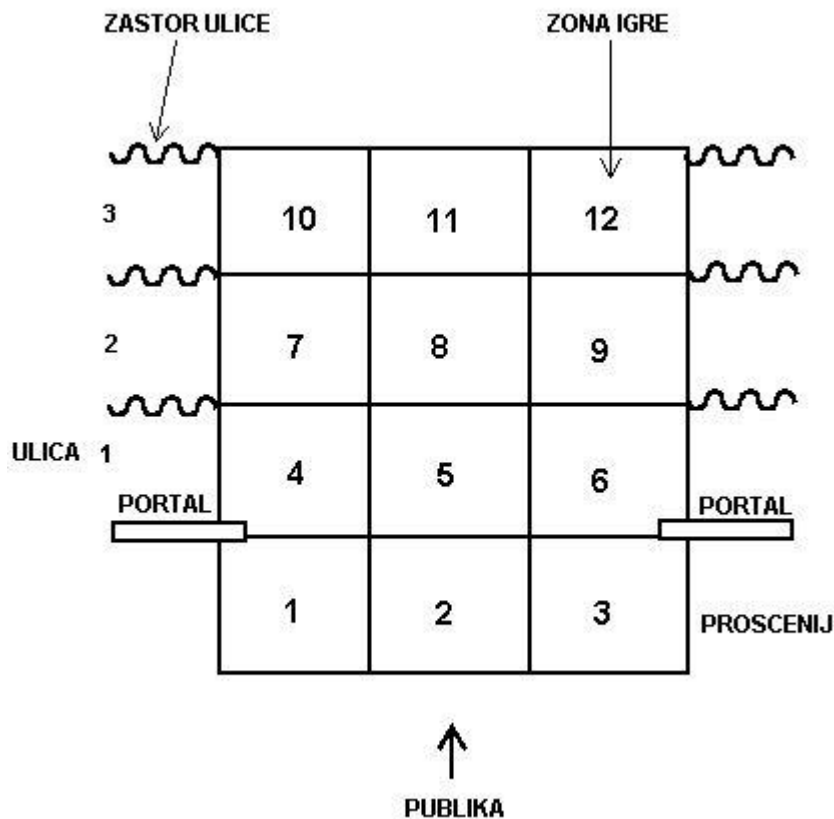 ZASTOR ULICE ZONA IGRE
3 10 11 12
2 7 8 9
ULICA 1 4 5 6
PORTAL PORTAL
1 2 3 PROSCENIJ
PUBLIKA